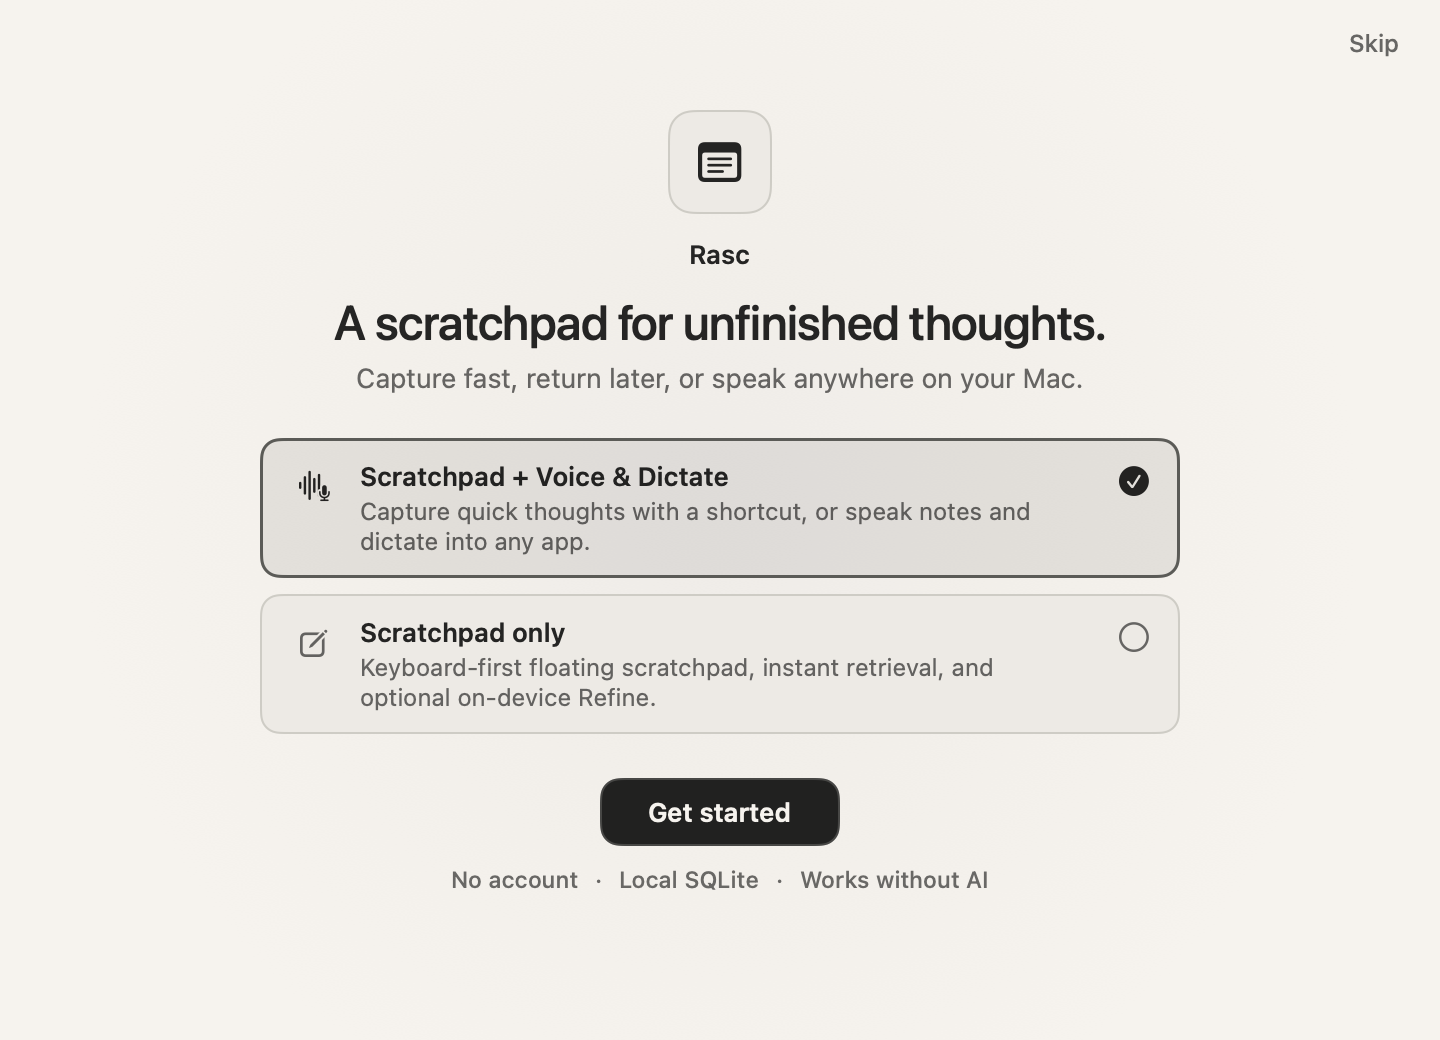 Skip
Rasc
A scratchpad for unfinished thoughts.
Capture fast, return later, or speak anywhere on your Mac.
Scratchpad + Voice & Dictate
Capture quick thoughts with a shortcut, or speak notes and
dictate into any app.
Scratchpad only
Keyboard-first floating scratchpad, instant retrieval, and
optional on-device Refine.
Get started
No account · Local SQLite · Works without AI